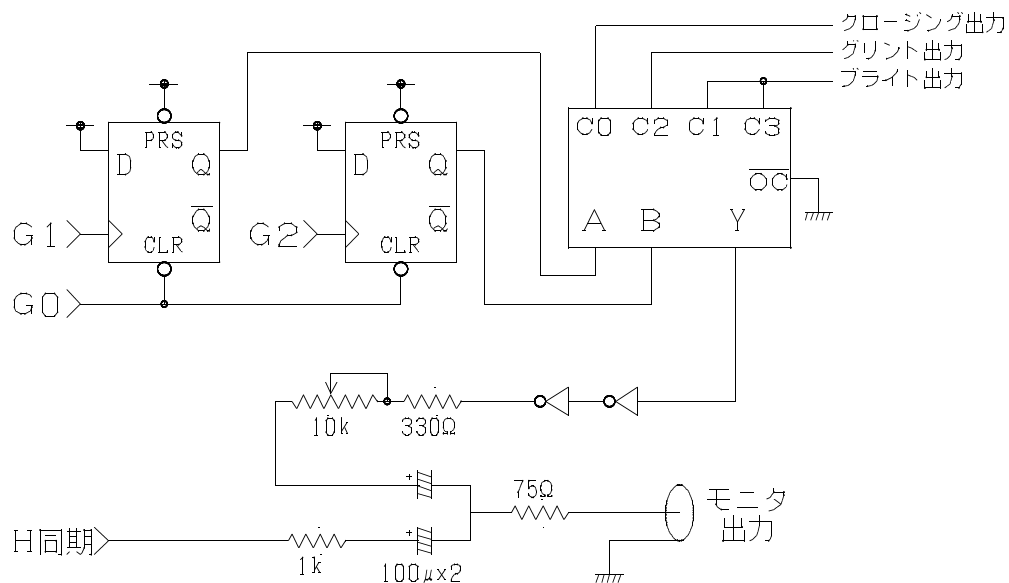 クロージング出力
グリント出力
ブライト出力
PRS
D
Q
Q
CLR
G1
PRS
D
Q
Q
CLR
G2
G0
C0
C2
C1
C3
OC
A
B
Y
10k
330Ω
75Ω
モニタ
出力
H同期
1k
100μx2
+
+